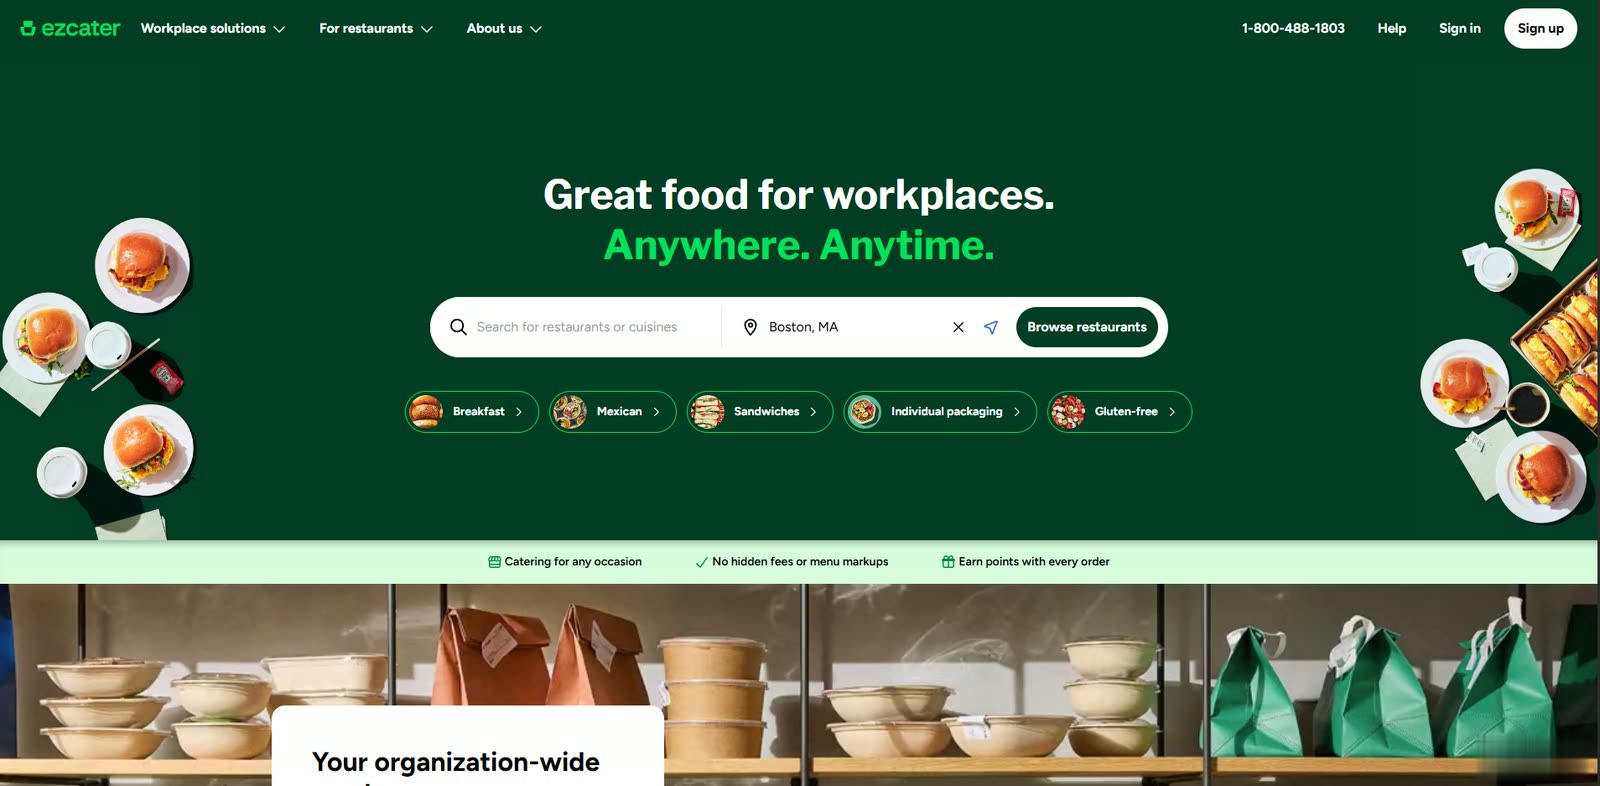 ezcater
Workplace solutions
For restaurants
About us
1-800-488-1803
Help
Sign in
Sign up
Great food for workplaces.
Anywhere. Anytime.
Search for restaurants or cuisines
Boston, MA
Browse restaurants
Breakfast
Mexican
Sandwiches
Individual packaging
Gluten-free
Catering for any occasion
No hidden fees or menu markups
Earn points with every order
Your organization-wide